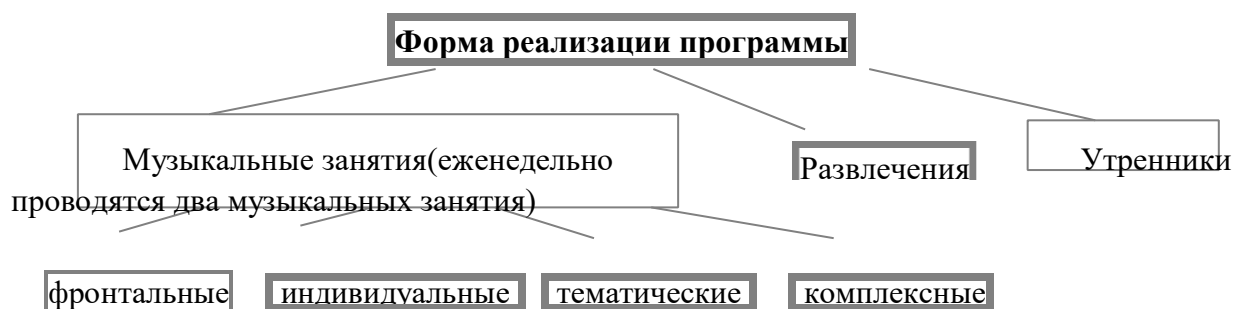 Форма реализации программы
Музыкальные занятия(еженедельно
проводятся два музыкальных занятия)
Развлечения
Утренники
фронтальные
индивидуальные
тематические
комплексные